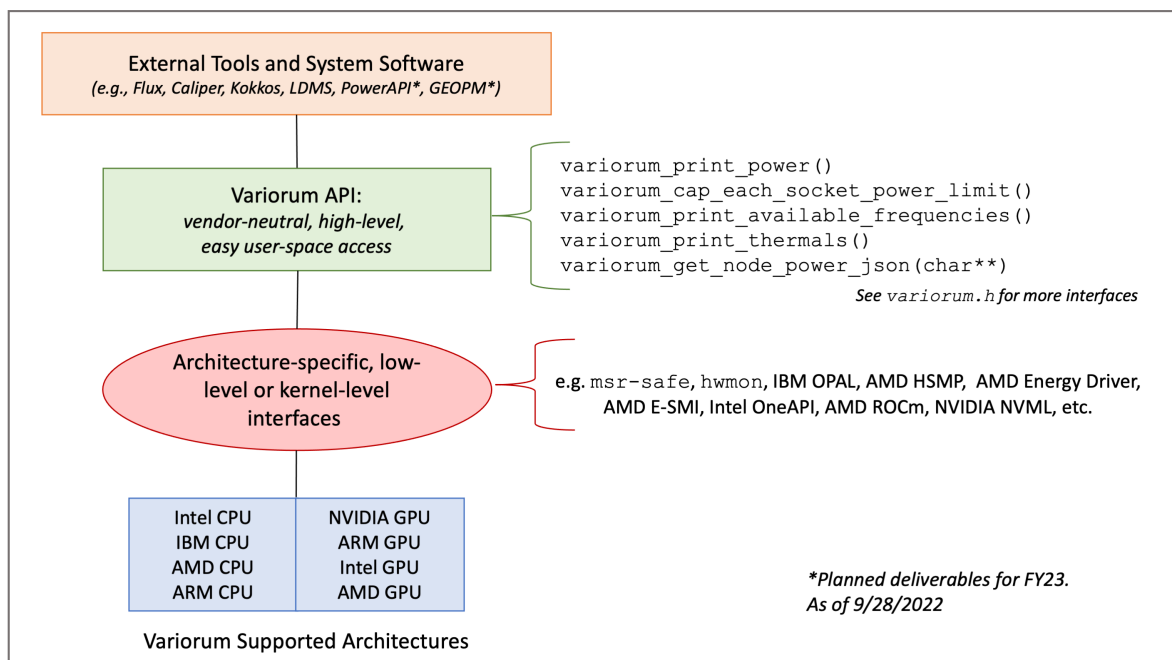 External Tools and System Software
(e.g., Flux, Caliper, Kokkos, LDMS, PowerAPI*, GEOPM*)
Variorum API:
vendor-neutral, high-level,
easy user-space access
variorum_print_power()
variorum_cap_each_socket_power_limit()
variorum_print_available_frequencies()
variorum_print_thermals()
variorum_get_node_power_json(char**)
See variorum.h for more interfaces
Architecture-specific, low-
level or kernel-level
interfaces
e.g. msr-safe, hwmon, IBM OPAL, AMD HSMP, AMD Energy Driver,
AMD E-SMI, Intel OneAPI, AMD ROCm, NVIDIA NVML, etc.
Intel CPU
IBM CPU
AMD CPU
ARM CPU
NVIDIA GPU
ARM GPU
Intel GPU
AMD GPU
Variorum Supported Architectures
*Planned deliverables for FY23.
As of 9/28/2022